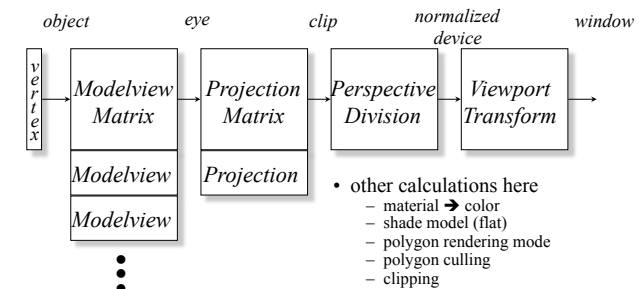 object eye clip normalized device window
vertex
Modelview Matrix
Projection Matrix
Perspective Division
Viewport Transform
Modelview
Projection
Modelview
• other calculations here
– material ➔ color
– shade model (flat)
– polygon rendering mode
– polygon culling
– clipping